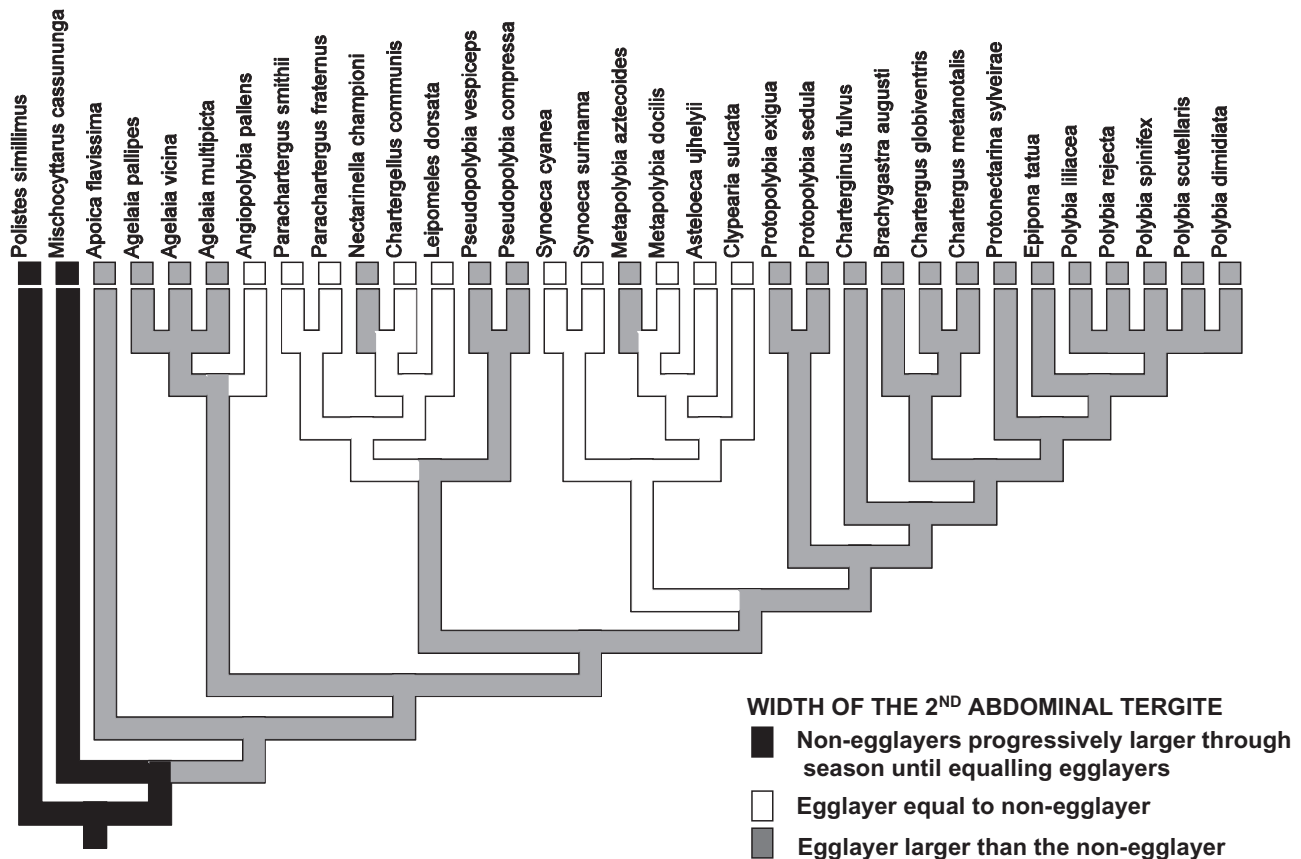 Polistes simillimus
Mischocyttarus cassununga
Apoica flavissima
Agelaia pallipes
Agelaia vicina
Agelaia multipicta
Angiopolybia pallens
Parachartergus smithii
Parachartergus fraternus
Nectarinella championi
Chartergellus communis
Leipomeles dorsata
Pseudopolybia vespiceps
Pseudopolybia compressa
Synoeca cyanea
Synoeca surinama
Metapolybia aztecoides
Metapolybia docilis
Asteloeca ujhelyii
Clypearia sulcata
Protopolybia exigua
Protopolybia sedula
Charterginus fulvus
Brachygastra augusti
Chartergus globiventris
Chartergus metanotalis
Protonectarina sylveirae
Epipona tatua
Polybia liliacea
Polybia rejecta
Polybia spinifex
Polybia scutellaris
Polybia dimidiata
WIDTH OF THE 2ND ABDOMINAL TERGITE
Non-egglayers progressively larger through
season until equalling egglayers
Egglayer equal to non-egglayer
Egglayer larger than the non-egglayer